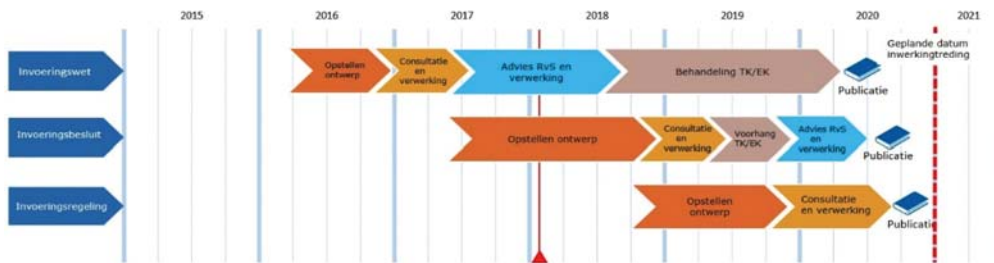 2015 2016 2017 2018 2019 2020 2021
Geplande datum
inwerkingtreding
Invoeringswet
Opstellen
ontwerp
Consultatie
en
verwerking
Advies RvS en
verwerking
Behandeling TK/EK
Publicatie
Invoeringsbesluit
Opstellen ontwerp
Consultatie
en
verwerking
Voorhang
TK/EK
Advies RvS
en
verwerking
Publicatie
Invoeringsregeling
Opstellen
ontwerp
Consultatie
en verwerking
Publicatie